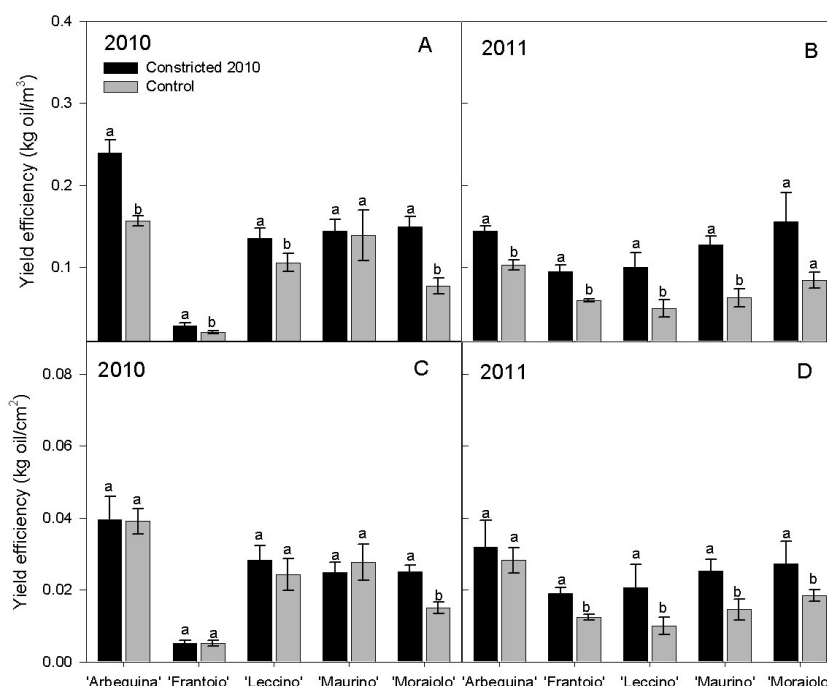 0.4
2010
A
2011
B
Constricted 2010
Control
Yield efficiency (kg oil/m³)
0.3
0.2
0.1
a
b
a
b
a
b
a
a
a
b
a
b
a
b
a
b
a
b
a
a
2010
C
2011
D
Yield efficiency (kg oil/cm²)
0.08
0.06
0.04
0.02
0.00
a
a
a
a
a
a
a
a
a
b
a
a
a
b
a
b
a
b
a
b
'Arbequina' 'Frantoio' 'Leccino' 'Maurino' 'Moraiolo'
'Arbequina' 'Frantoio' 'Leccino' 'Maurino' 'Moraiolo